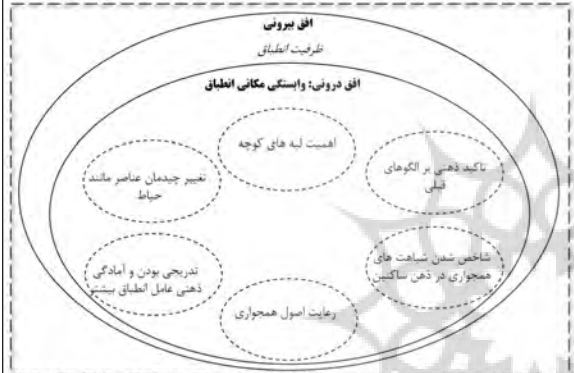 افق بیرونی
ظرفیت انطباق
افق درونی: وابستگی مکانی انطباق
اهمیت لبه های کوچه
تاکید ذهنی بر الگوهای
قبلی
تغییر چیدمان عناصر مانند
حیاط
شاخص شدن شباهت های
همجواری در ذهن ساکنین
تدریجی بودن و آمادگی
ذهنی عامل انطباق بیشتر
رعایت اصول همجواری